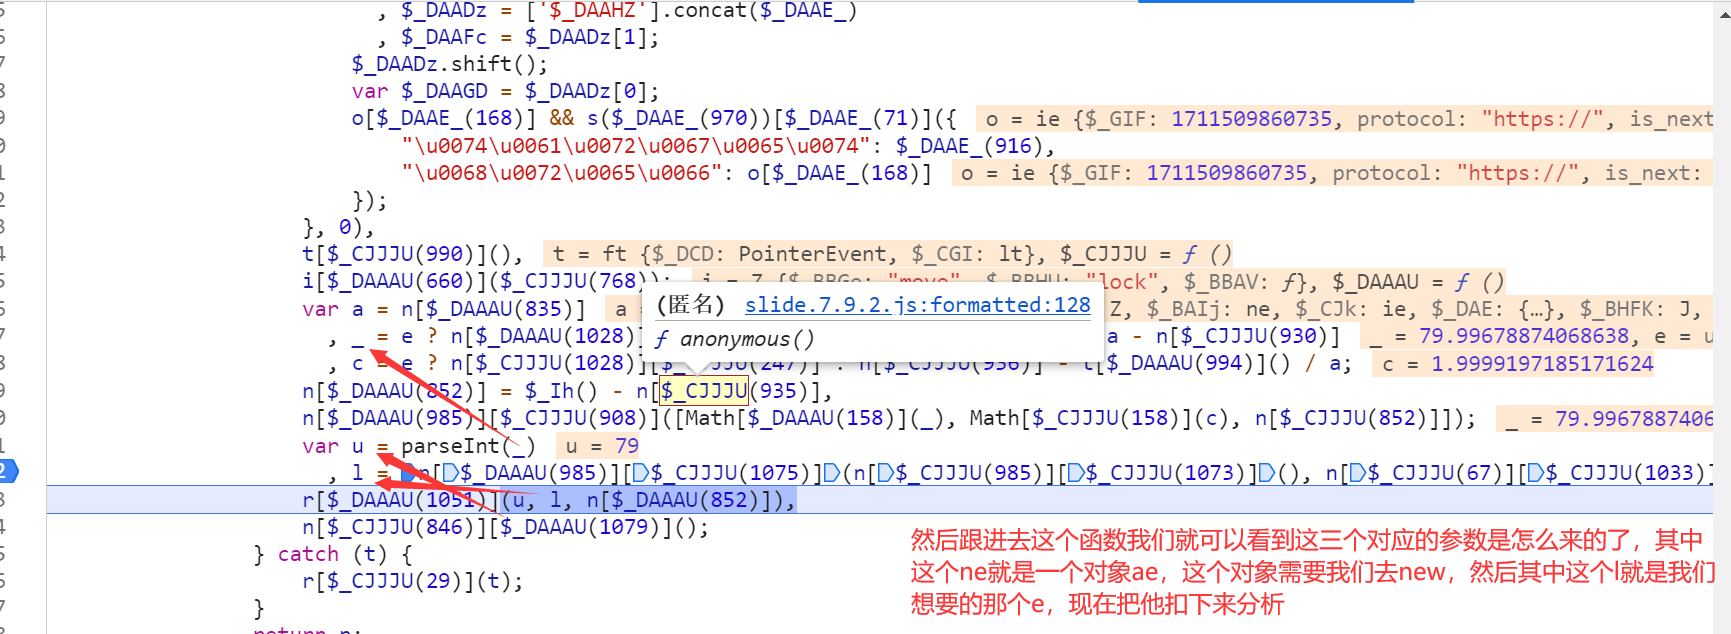 , $_DAADz = ['$_DAAHZ'].concat($_DAAE_)
, $_DAAFc = $_DAADz[1];
$_DAADz.shift();
var $_DAAGD = $_DAADz[0];
o[$_DAAE_(168)] && s($_DAAE_(970))[$_DAAE_(71)]({ o = ie {$_GIF: 1711509860735, protocol: "https://", is_next
"\u0074\u0061\u0072\u0067\u0065\u0074": $_DAAE_(916),
"\u0068\u0072\u0065\u0066": o[$_DAAE_(168)] o = ie {$_GIF: 1711509860735, protocol: "https://", is_next:
});
}, 0),
t[$_CJJJU(990)](), t = ft {$_DCD: PointerEvent, $_CGI: lt}, $_CJJJU = ƒ ()
i[$_DAAAU(660)]($_CJJJU(768)); $_BBAV: ƒ}, $_DAAAU = ƒ ()
var a = n[$_DAAAU(835)] a Z, $_BAIj: ne, $_CJk: ie, $_DAE: {…}, $_BHFK: J,
(匿名) slide.7.9.2.js:formatted:128
ƒ anonymous()
, _ = e ? n[$_DAAAU(1028)] a - n[$_CJJJU(930)] _ = 79.99678874068638, e = u
, c = e ? n[$_CJJJU(1028)] t[$_DAAAU(994)]() / a; c = 1.9999197185171624
n[$_DAAAU(852)] = $_Ih() - n[$_CJJJU(935)],
n[$_DAAAU(985)][$_CJJJU(908)]([Math[$_DAAAU(158)](_), Math[$_CJJJU(158)](c), n[$_CJJJU(852)]]); _ = 79.9967887406
var u = parseInt(_) u = 79
, l = n[$_DAAAU(985)][$_CJJJU(1075)](n[$_CJJJU(985)][$_CJJJU(1073)](), n[$_CJJJU(67)][$_CJJJU(1033)]
r[$_DAAAU(1051)](u, l, n[$_DAAAU(852)]),
n[$_CJJJU(846)][$_DAAAU(1079)]();
} catch (t) {
r[$_CJJJU(29)](t);
}
然后跟进去这个函数我们就可以看到这三个对应的参数是怎么来的了，其中
这个ne就是一个对象ae，这个对象需要我们去new，然后其中这个l就是我们
想要的那个e，现在把他扣下来分析